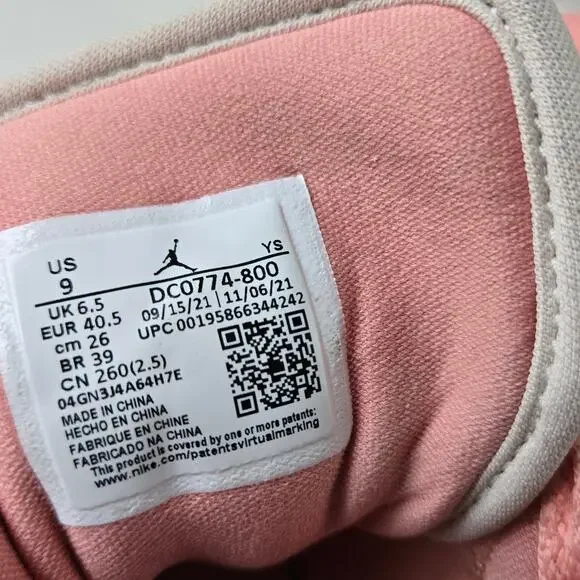 US
9
YS
UK 6.5
EUR 40.5
cm 26
BR 39
CN 260(2.5)
04GN3J4A64H7E
DC0774-800
09/15/21 | 11/06/21
UPC 00195866344242
MADE IN CHINA
HECHO EN CHINA
FABRIQUE EN CHINE
FABRICADO NA CHINA
This product is covered by one or more
www.nike.com/patentsvirtualmarking